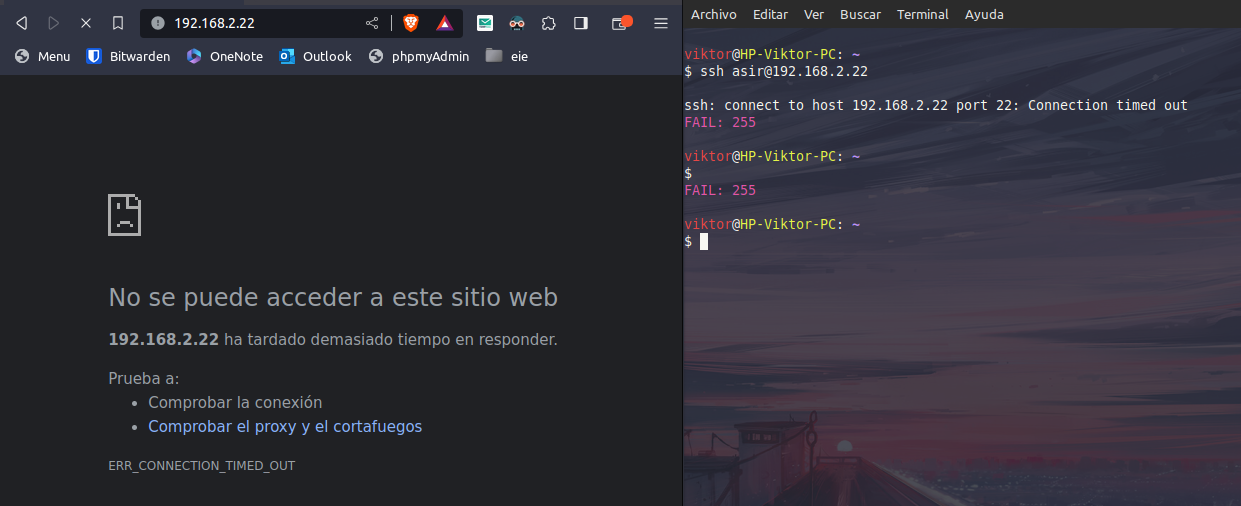 192.168.2.22
Menu Bitwarden OneNote Outlook phpmyAdmin eie
No se puede acceder a este sitio web
192.168.2.22 ha tardado demasiado tiempo en responder.
Prueba a:
• Comprobar la conexión
• Comprobar el proxy y el cortafuegos
ERR_CONNECTION_TIMED_OUT
Archivo Editar Ver Buscar Terminal Ayuda
viktor@HP-Viktor-PC: ~
$ ssh asir@192.168.2.22
ssh: connect to host 192.168.2.22 port 22: Connection timed out
FAIL: 255
viktor@HP-Viktor-PC: ~
$
FAIL: 255
viktor@HP-Viktor-PC: ~
$